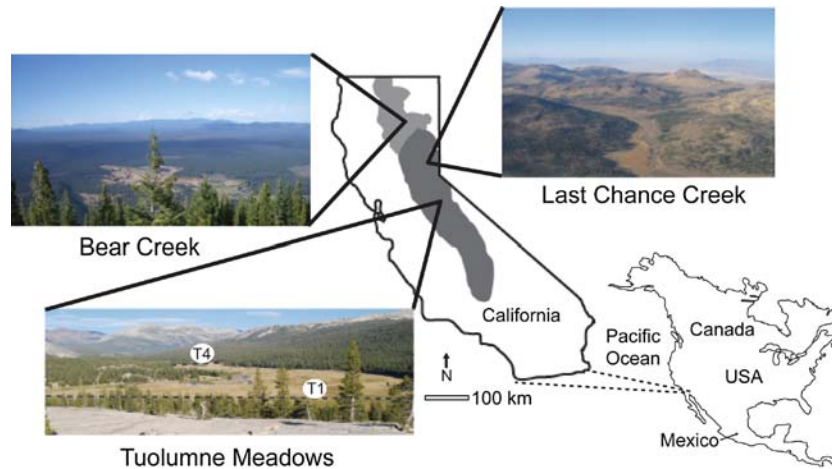 Bear Creek
Last Chance Creek
T4
T1
Tuolumne Meadows
California
N
100 km
Pacific
Ocean
Canada
USA
Mexico